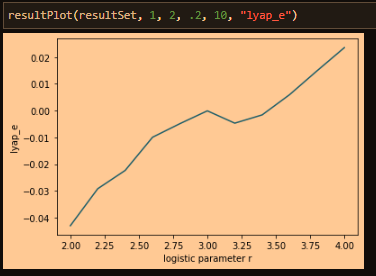 resultPlot(resultSet, 1, 2, .2, 10, "lyap_e")
0.02
0.01
0.00
−0.01
−0.02
−0.03
−0.04
lyap_e
2.00 2.25 2.50 2.75 3.00 3.25 3.50 3.75 4.00
logistic parameter r